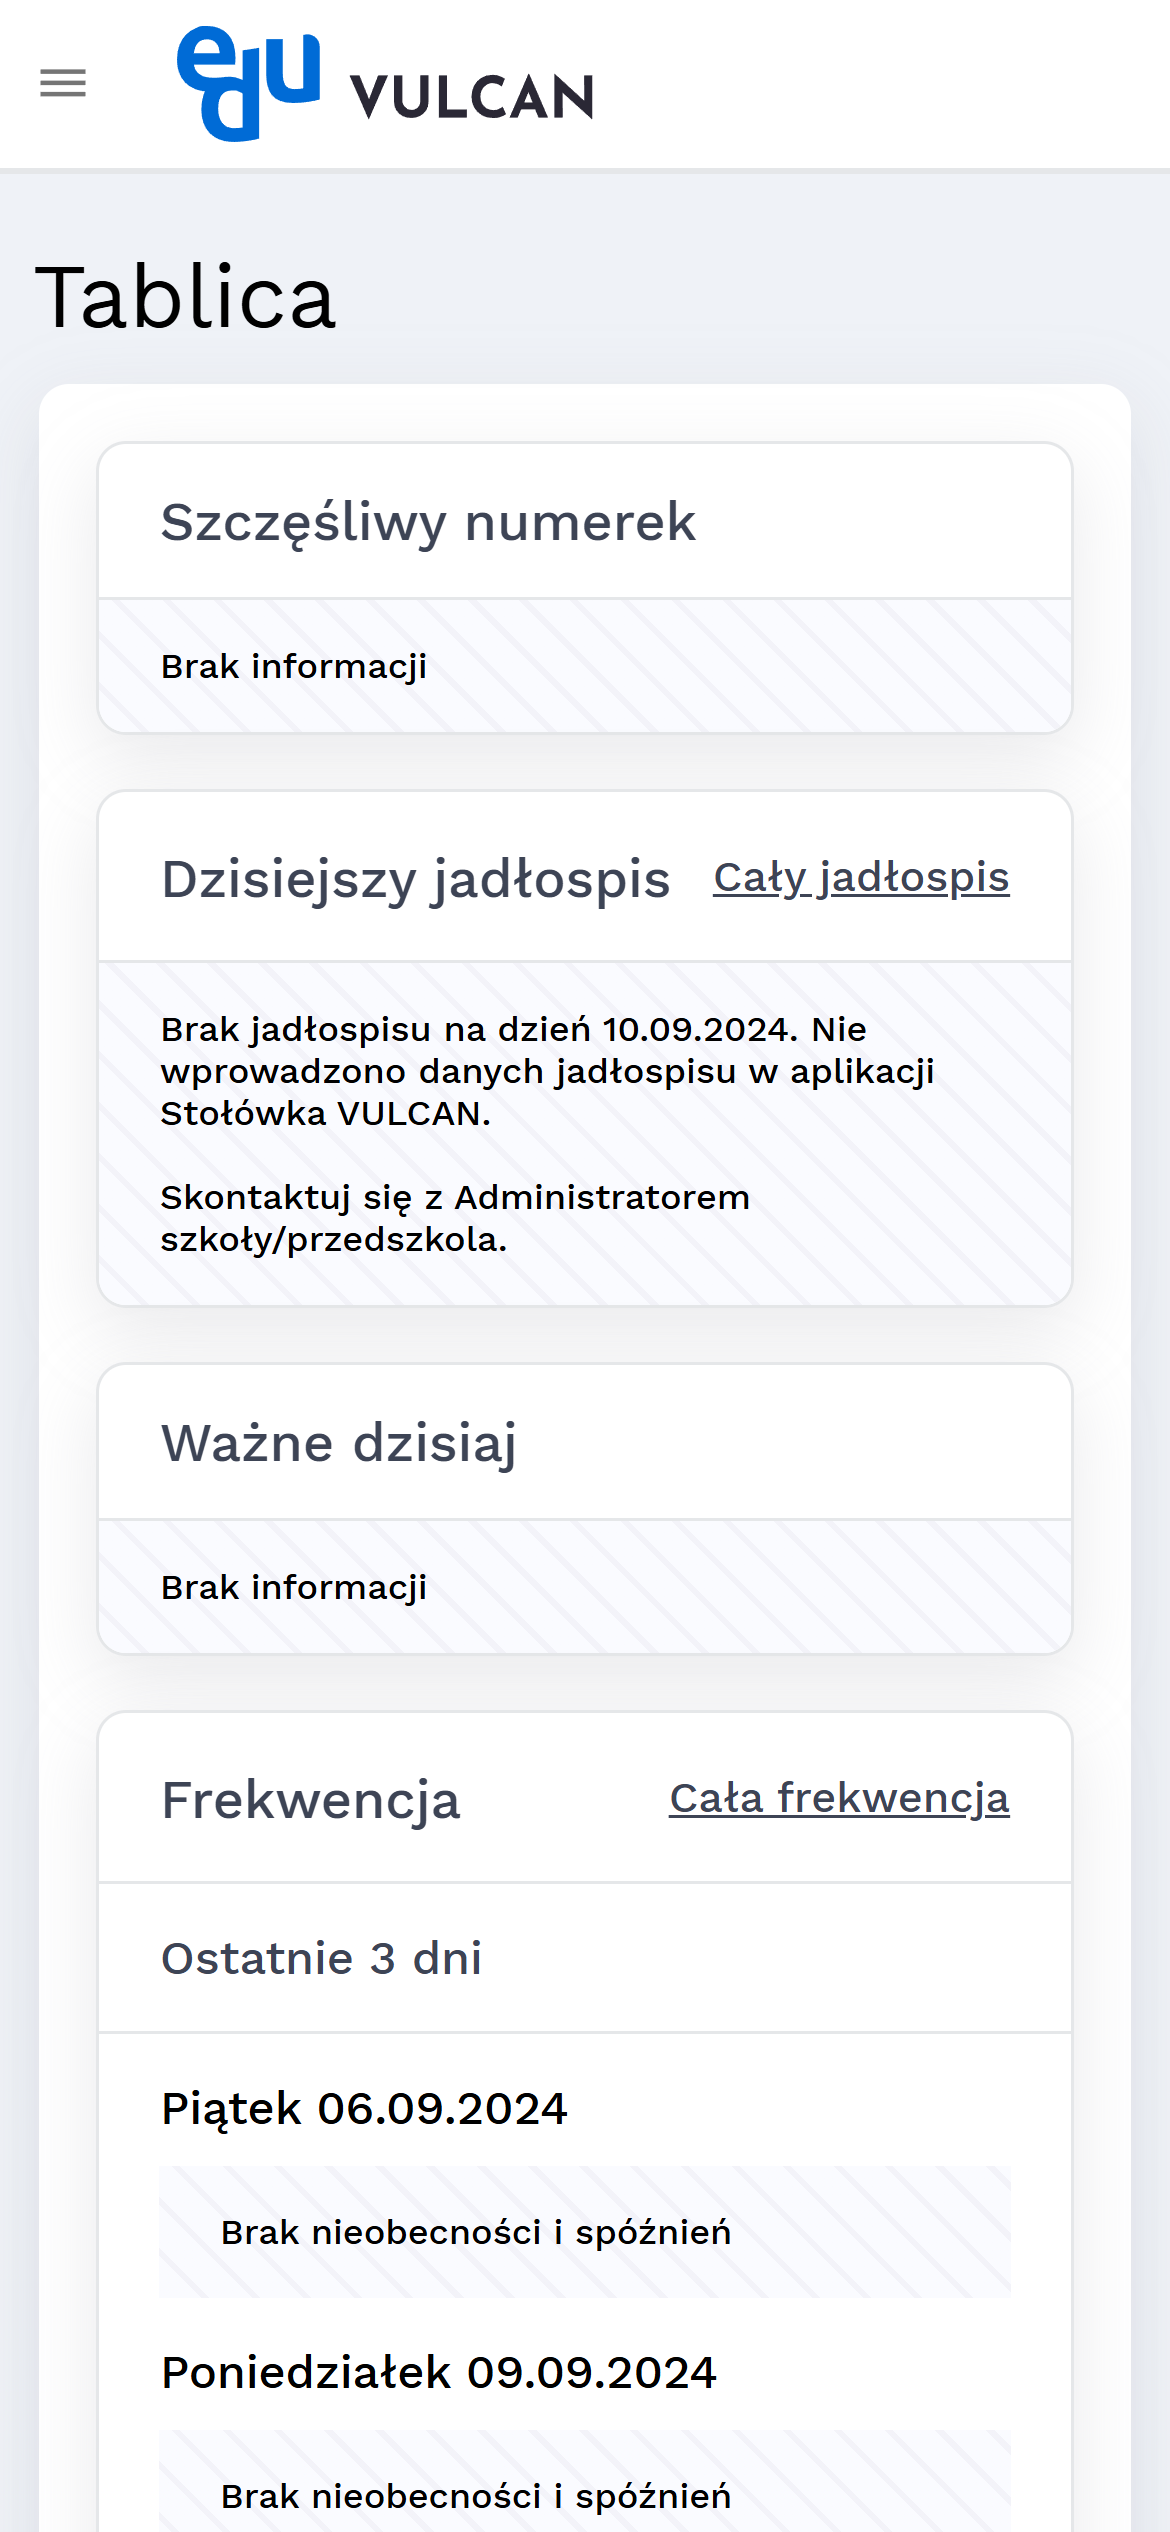 edu VULCAN
Tablica
Szczęśliwy numerek
Brak informacji
Dzisiejszy jadłospis Cały jadłospis
Brak jadłospisu na dzień 10.09.2024. Nie
wprowadzono danych jadłospisu w aplikacji
Stołówka VULCAN.
Skontaktuj się z Administratorem
szkoły/przedszkola.
Ważne dzisiaj
Brak informacji
Frekwencja Cała frekwencja
Ostatnie 3 dni
Piątek 06.09.2024
Brak nieobecności i spóźnień
Poniedziałek 09.09.2024
Brak nieobecności i spóźnień